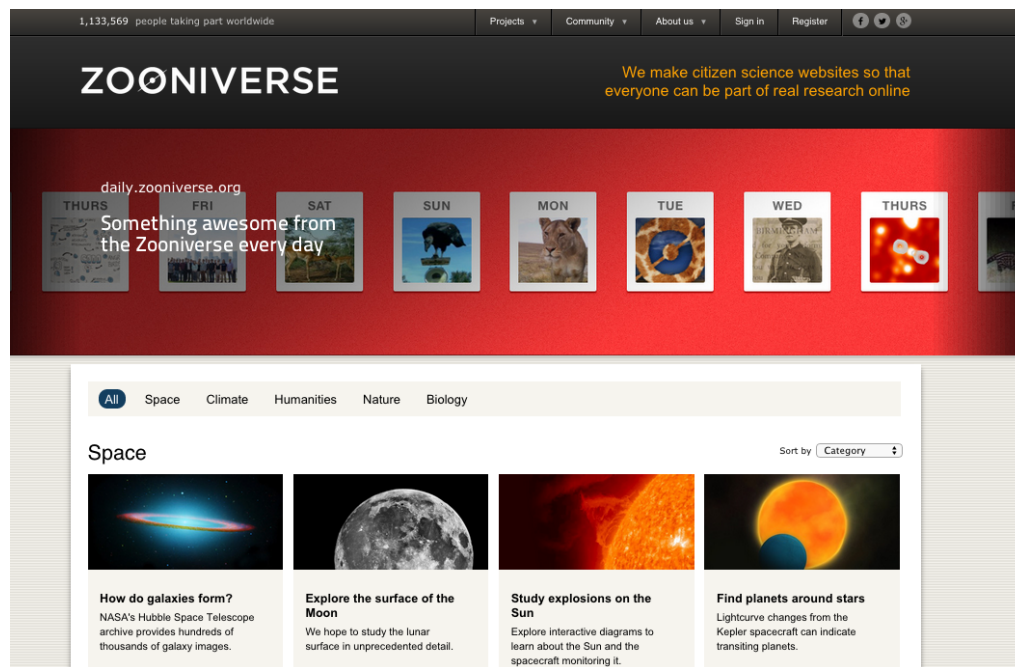 1,133,569 people taking part worldwide
Projects ▼ Community ▼ About us ▼ Sign in Register
ZOONIVERSE
We make citizen science websites so that
everyone can be part of real research online
daily.zooniverse.org
Something awesome from
the Zooniverse every day
THURS FRI SAT SUN MON TUE WED THURS
BIRMINGHAM
All Space Climate Humanities Nature Biology
Space
Sort by Category
How do galaxies form?
NASA's Hubble Space Telescope
archive provides hundreds of
thousands of galaxy images.
Explore the surface of the
Moon
We hope to study the lunar
surface in unprecedented detail.
Study explosions on the
Sun
Explore interactive diagrams to
learn about the Sun and the
spacecraft monitoring it.
Find planets around stars
Lightcurve changes from the
Kepler spacecraft can indicate
transiting planets.